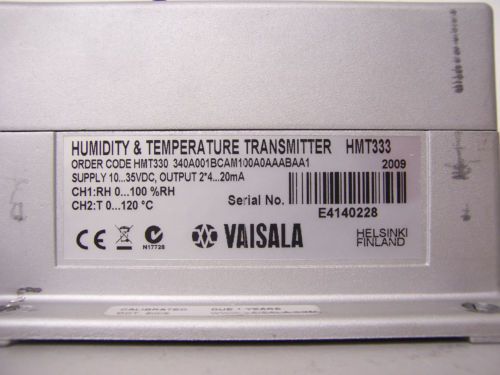 HUMIDITY & TEMPERATURE TRANSMITTER HMT333
ORDER CODE HMT330 340A001BCAM100A0AAABAA1 2009
SUPPLY 10...35VDC, OUTPUT 2*4...20mA
CH1:RH 0...100 %RH
CH2:T 0...120 °C
Serial No.
E4140228
CE
N17728
VAISALA
HELSINKI
FINLAND
CALIBRATED DUE 1 YEARS